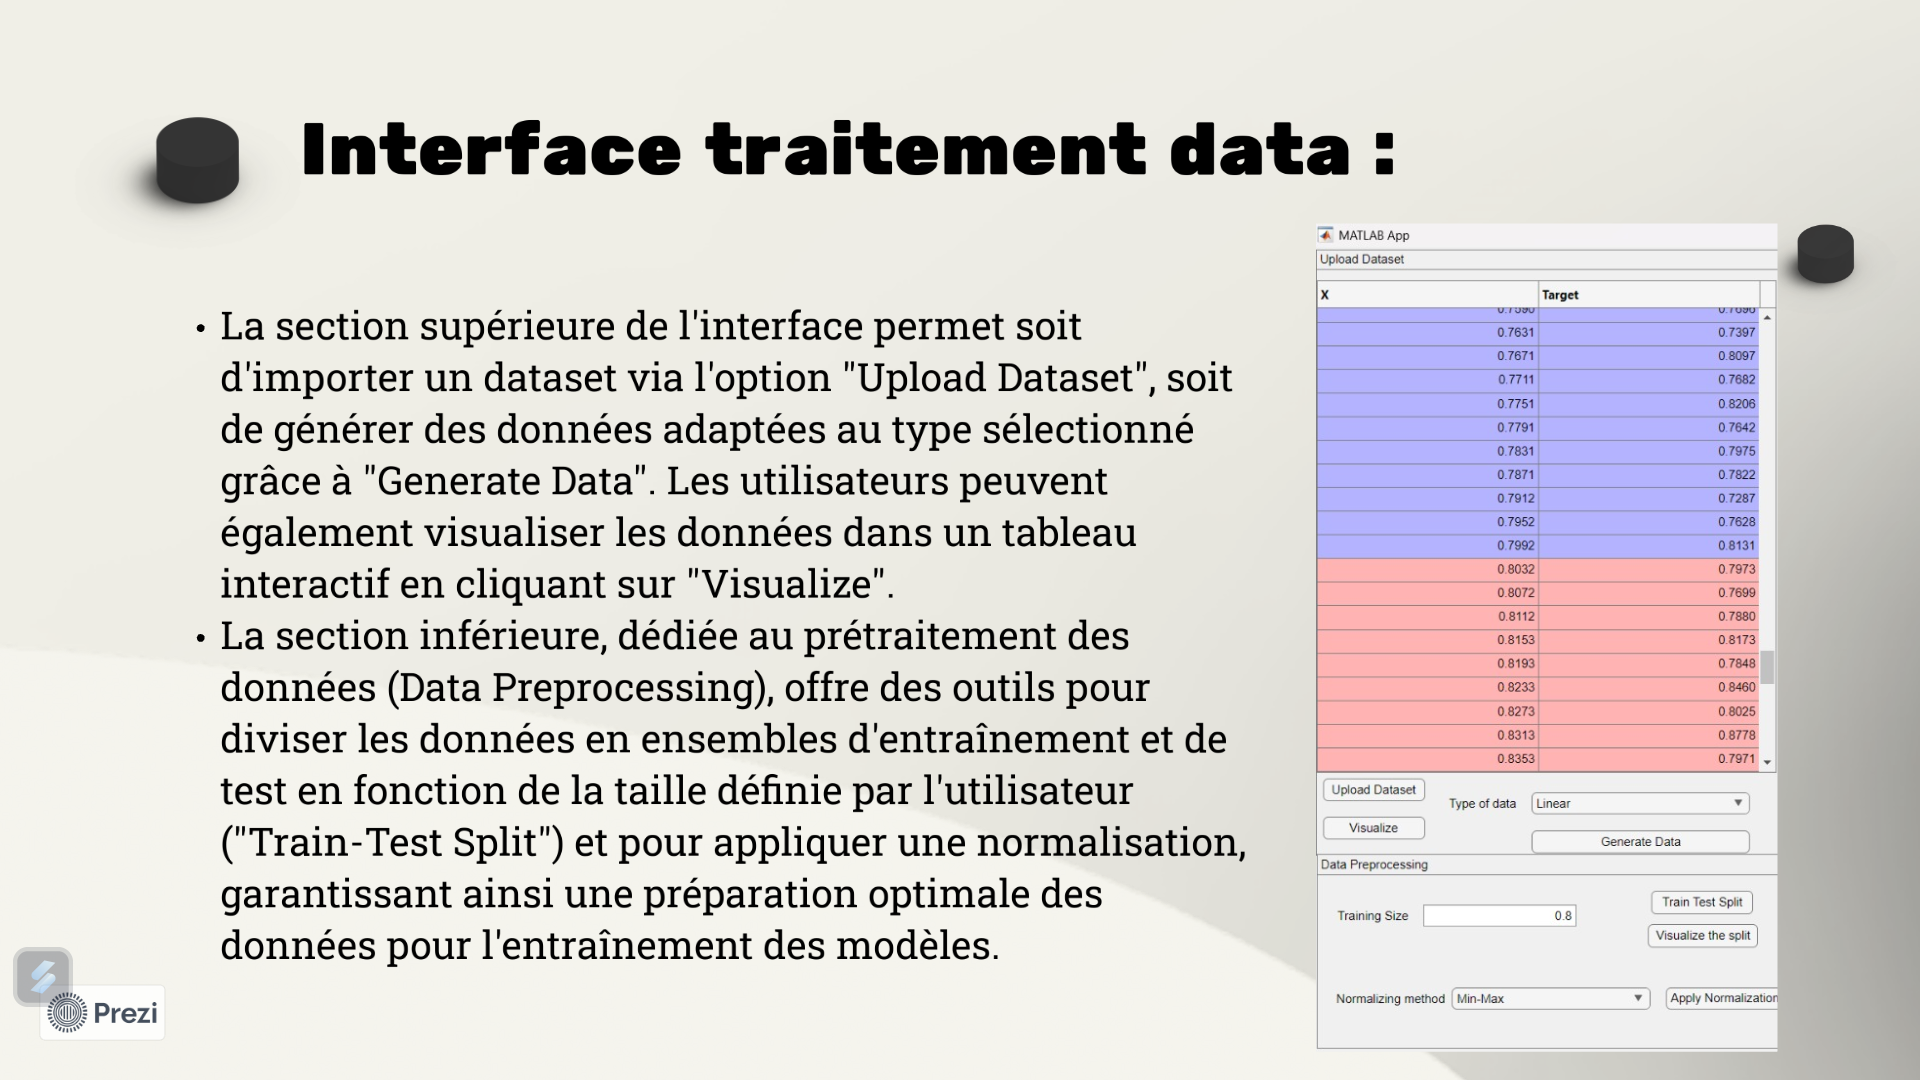 Interface traitement data :
• La section supérieure de l'interface permet soit
d'importer un dataset via l'option "Upload Dataset", soit
de générer des données adaptées au type sélectionné
grâce à "Generate Data". Les utilisateurs peuvent
également visualiser les données dans un tableau
interactif en cliquant sur "Visualize".
• La section inférieure, dédiée au prétraitement des
données (Data Preprocessing), offre des outils pour
diviser les données en ensembles d'entraînement et de
test en fonction de la taille définie par l'utilisateur
("Train-Test Split") et pour appliquer une normalisation,
garantissant ainsi une préparation optimale des
données pour l'entraînement des modèles.
MATLAB App
Upload Dataset
X Target
0.7590 0.7696
0.7631 0.7397
0.7671 0.8097
0.7711 0.7682
0.7751 0.8206
0.7791 0.7642
0.7831 0.7975
0.7871 0.7822
0.7912 0.7287
0.7952 0.7628
0.7992 0.8131
0.8032 0.7973
0.8072 0.7699
0.8112 0.7880
0.8153 0.8173
0.8193 0.7848
0.8233 0.8460
0.8273 0.8025
0.8313 0.8778
0.8353 0.7971
Upload Dataset
Type of data Linear
Visualize
Generate Data
Data Preprocessing
Train Test Split
Training Size 0.8
Visualize the split
Normalizing method Min-Max Apply Normalization
Prezi